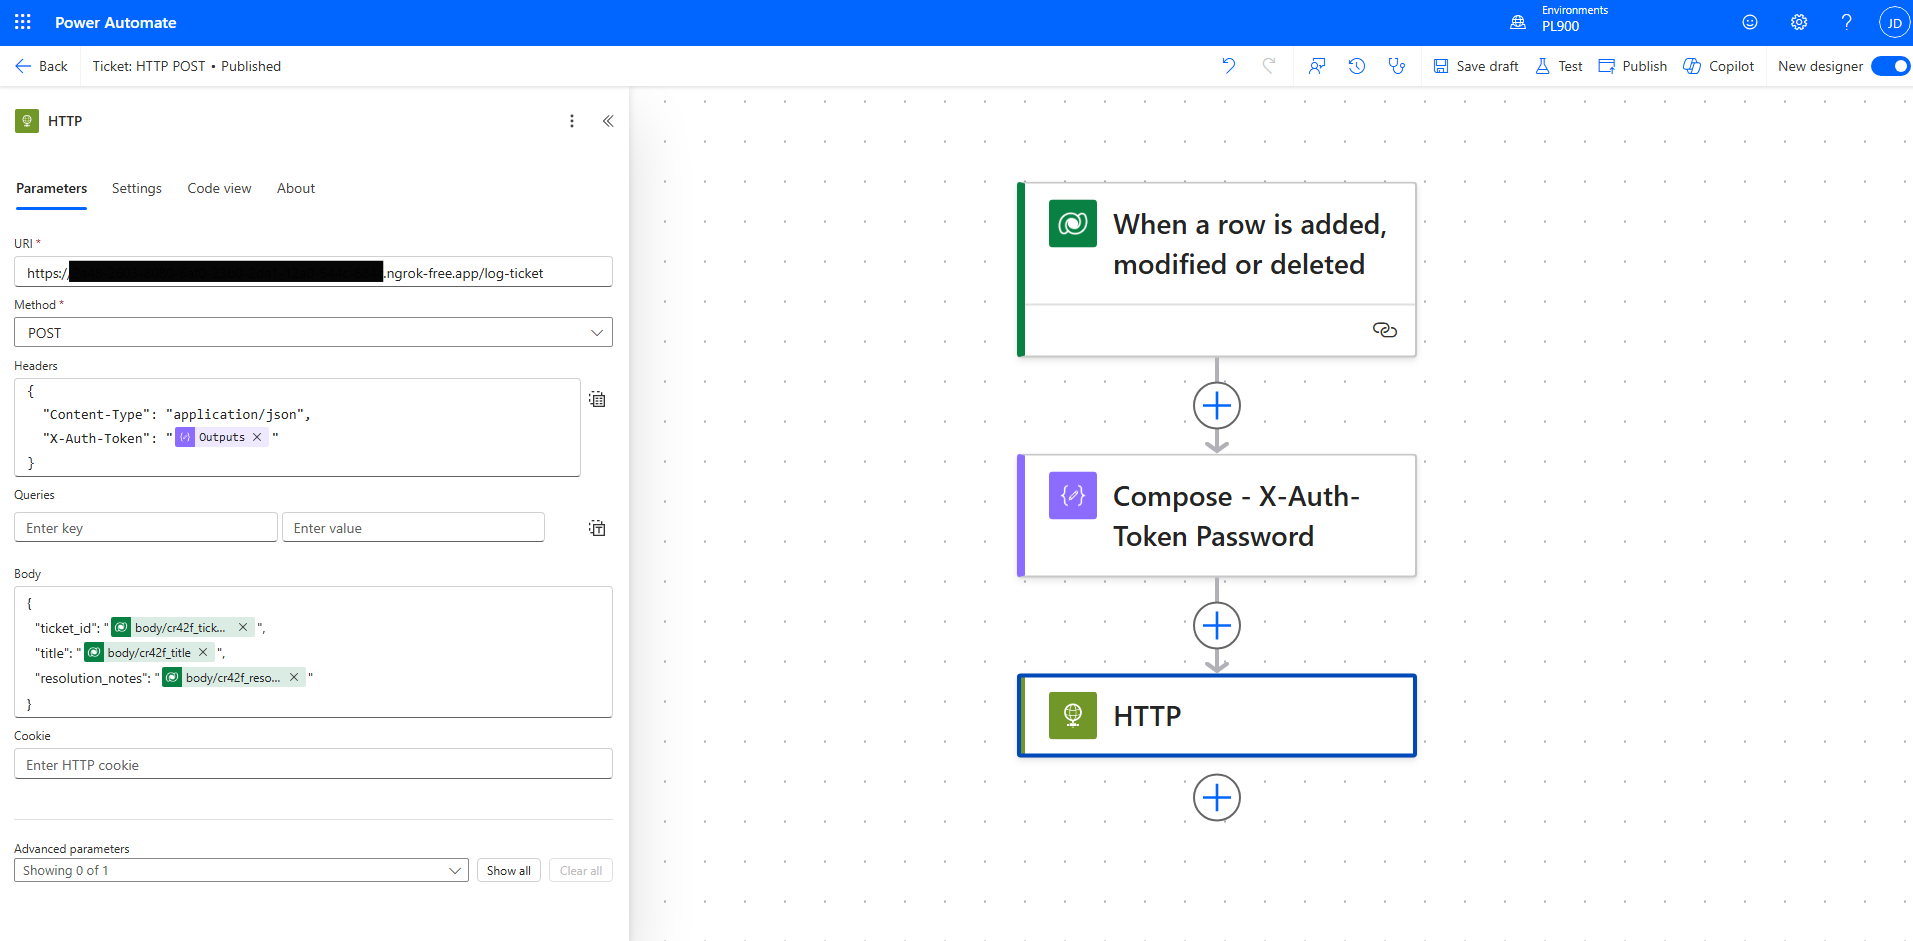 Power Automate
Environments
PL900
JD
Back
Ticket: HTTP POST • Published
Save draft
Test
Publish
Copilot
New designer
HTTP
Parameters
Settings
Code view
About
URI *
https://
.ngrok-free.app/log-ticket
Method *
POST
Headers
{
"Content-Type": "application/json",
"X-Auth-Token": " Outputs × "
}
Queries
Enter key
Enter value
Body
{
"ticket_id": " body/cr42f_tick... × ",
"title": " body/cr42f_title × ",
"resolution_notes": " body/cr42f_reso... × "
}
Cookie
Enter HTTP cookie
Advanced parameters
Showing 0 of 1
Show all
Clear all
When a row is added,
modified or deleted
Compose - X-Auth-
Token Password
HTTP